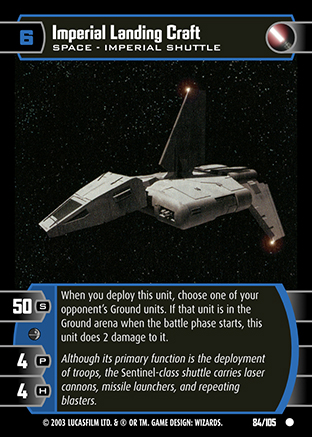 6 Imperial Landing Craft
SPACE - IMPERIAL SHUTTLE
50 S
4 P
4 H
When you deploy this unit, choose one of your
opponent's Ground units. If that unit is in the
Ground arena when the battle phase starts, this
unit does 2 damage to it.
Although its primary function is the deployment
of troops, the Sentinel-class shuttle carries laser
cannons, missile launchers, and repeating
blasters.
© 2003 LUCASFILM LTD. & ® OR TM. GAME DESIGN: WIZARDS. 84/105